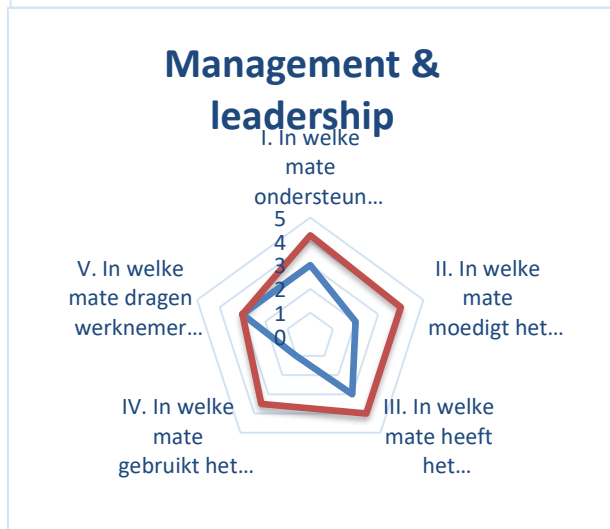 Management &
leadership
I. In welke
mate
ondersteun...
5
4
3
2
1
0
II. In welke
mate
moedigt het...
III. In welke
mate heeft
het...
IV. In welke
mate
gebruikt het...
V. In welke
mate dragen
werknemer...